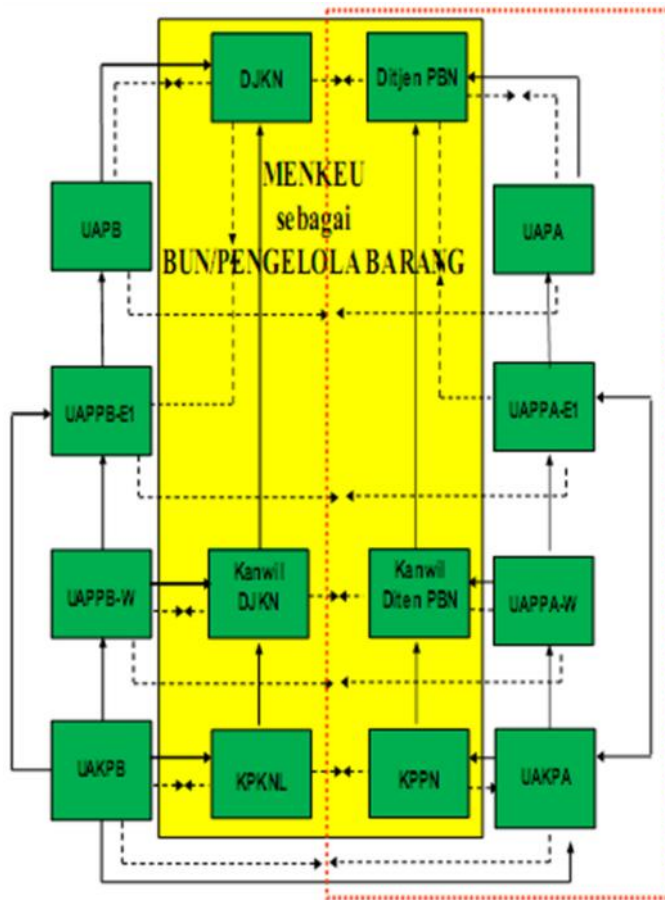 DJKN
Ditjen PBN
MENKEU
sebagai
BUN/PENGELOLA BARANG
UAPB
UAPA
UAPPB-E1
UAPPA-E1
UAPPB-W
Kanwil
DJKN
Kanwil
Diten PBN
UAPPA-W
UAKPB
KPKNL
KPPN
UAKPA